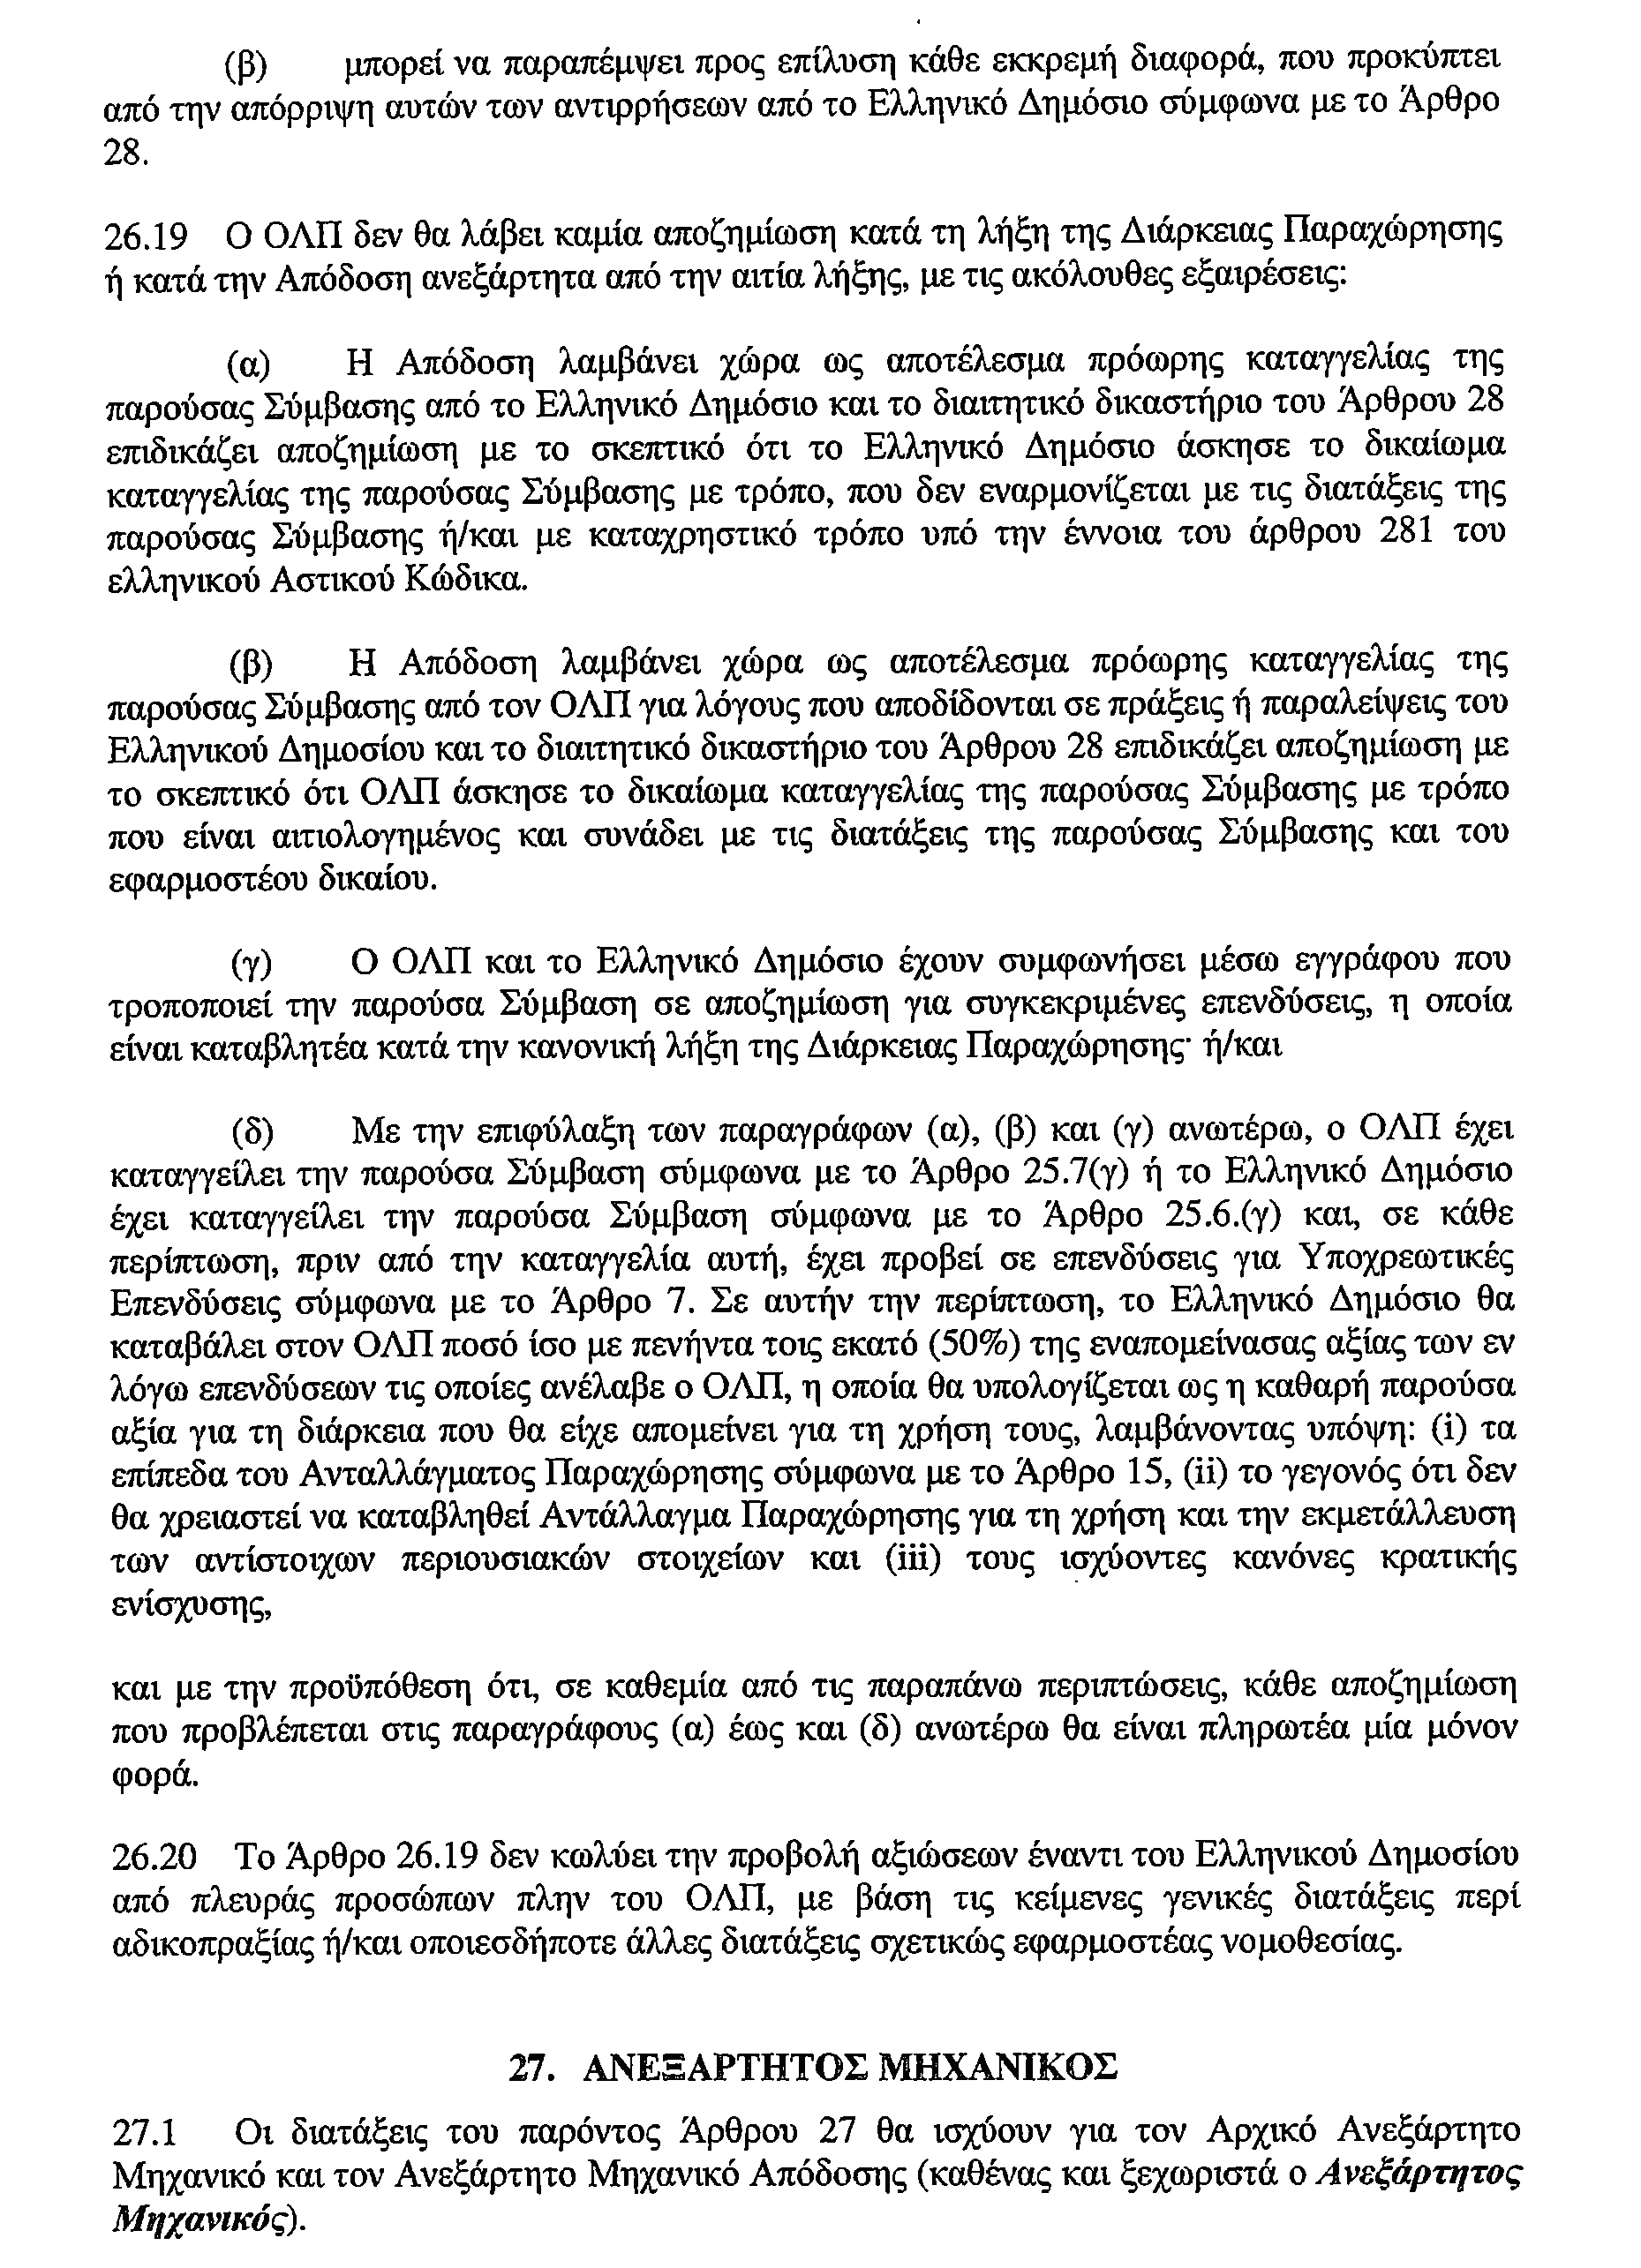 (β) μπορεί να παραπέμψει προς επίλυση κάθε εκκρεμή διαφορά, που προκύπτει
από την απόρριψη αυτών των αντιρρήσεων από το Ελληνικό Δημόσιο σύμφωνα με το Άρθρο
28.
26.19 Ο ΟΛΠ δεν θα λάβει καμία αποζημίωση κατά τη λήξη της Διάρκειας Παραχώρησης
ή κατά την Απόδοση ανεξάρτητα από την αιτία λήξης, με τις ακόλουθες εξαιρέσεις:
(α) Η Απόδοση λαμβάνει χώρα ως αποτέλεσμα πρόωρης καταγγελίας της
παρούσας Σύμβασης από το Ελληνικό Δημόσιο και το διαιτητικό δικαστήριο του Άρθρου 28
επιδικάζει αποζημίωση με το σκεπτικό ότι το Ελληνικό Δημόσιο άσκησε το δικαίωμα
καταγγελίας της παρούσας Σύμβασης με τρόπο, που δεν εναρμονίζεται με τις διατάξεις της
παρούσας Σύμβασης ή/και με καταχρηστικό τρόπο υπό την έννοια του άρθρου 281 του
ελληνικού Αστικού Κώδικα.
(β) Η Απόδοση λαμβάνει χώρα ως αποτέλεσμα πρόωρης καταγγελίας της
παρούσας Σύμβασης από τον ΟΛΠ για λόγους που αποδίδονται σε πράξεις ή παραλείψεις του
Ελληνικού Δημοσίου και το διαιτητικό δικαστήριο του Άρθρου 28 επιδικάζει αποζημίωση με
το σκεπτικό ότι ΟΛΠ άσκησε το δικαίωμα καταγγελίας της παρούσας Σύμβασης με τρόπο
που είναι αιτιολογημένος και συνάδει με τις διατάξεις της παρούσας Σύμβασης και του
εφαρμοστέου δικαίου.
(γ) Ο ΟΛΠ και το Ελληνικό Δημόσιο έχουν συμφωνήσει μέσω εγγράφου που
τροποποιεί την παρούσα Σύμβαση σε αποζημίωση για συγκεκριμένες επενδύσεις, η οποία
είναι καταβλητέα κατά την κανονική λήξη της Διάρκειας Παραχώρησης· ή/και
(δ) Με την επιφύλαξη των παραγράφων (α), (β) και (γ) ανωτέρω, ο ΟΛΠ έχει
καταγγείλει την παρούσα Σύμβαση σύμφωνα με το Άρθρο 25.7(γ) ή το Ελληνικό Δημόσιο
έχει καταγγείλει την παρούσα Σύμβαση σύμφωνα με το Άρθρο 25.6.(γ) και, σε κάθε
περίπτωση, πριν από την καταγγελία αυτή, έχει προβεί σε επενδύσεις για Υποχρεωτικές
Επενδύσεις σύμφωνα με το Άρθρο 7. Σε αυτήν την περίπτωση, το Ελληνικό Δημόσιο θα
καταβάλει στον ΟΛΠ ποσό ίσο με πενήντα τοις εκατό (50%) της εναπομείνασας αξίας των εν
λόγω επενδύσεων τις οποίες ανέλαβε ο ΟΛΠ, η οποία θα υπολογίζεται ως η καθαρή παρούσα
αξία για τη διάρκεια που θα είχε απομείνει για τη χρήση τους, λαμβάνοντας υπόψη: (i) τα
επίπεδα του Ανταλλάγματος Παραχώρησης σύμφωνα με το Άρθρο 15, (ii) το γεγονός ότι δεν
θα χρειαστεί να καταβληθεί Αντάλλαγμα Παραχώρησης για τη χρήση και την εκμετάλλευση
των αντίστοιχων περιουσιακών στοιχείων και (iii) τους ισχύοντες κανόνες κρατικής
ενίσχυσης,
και με την προϋπόθεση ότι, σε καθεμία από τις παραπάνω περιπτώσεις, κάθε αποζημίωση
που προβλέπεται στις παραγράφους (α) έως και (δ) ανωτέρω θα είναι πληρωτέα μία μόνον
φορά.
26.20 Το Άρθρο 26.19 δεν κωλύει την προβολή αξιώσεων έναντι του Ελληνικού Δημοσίου
από πλευράς προσώπων πλην του ΟΛΠ, με βάση τις κείμενες γενικές διατάξεις περί
αδικοπραξίας ή/και οποιεσδήποτε άλλες διατάξεις σχετικώς εφαρμοστέας νομοθεσίας.
27. ΑΝΕΞΑΡΤΗΤΟΣ ΜΗΧΑΝΙΚΟΣ
27.1 Οι διατάξεις του παρόντος Άρθρου 27 θα ισχύουν για τον Αρχικό Ανεξάρτητο
Μηχανικό και τον Ανεξάρτητο Μηχανικό Απόδοσης (καθένας και ξεχωριστά ο Ανεξάρτητος
Μηχανικός).